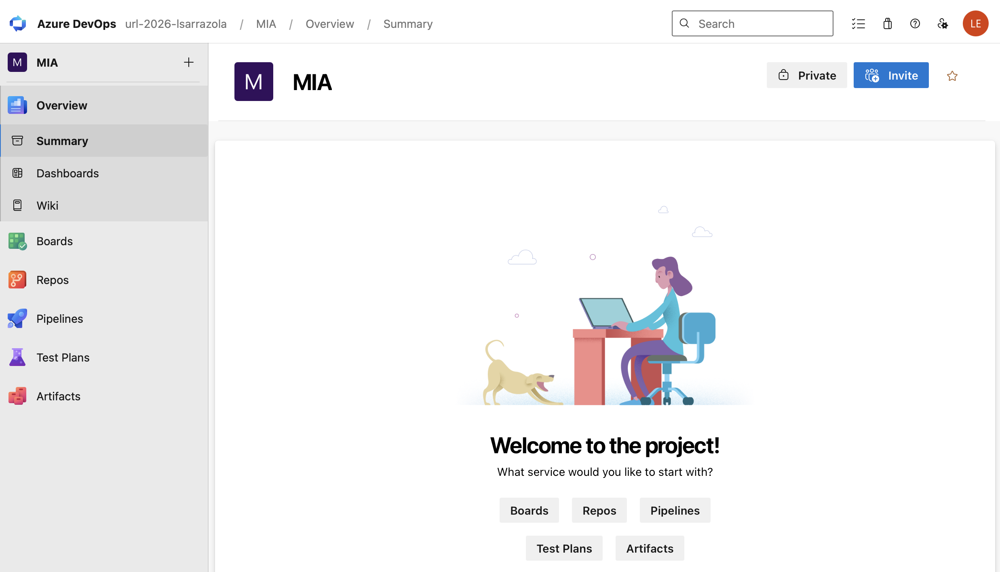 Azure DevOps url-2026-lsarrazola / MIA / Overview / Summary
Search
LE
M MIA
Overview
Summary
Dashboards
Wiki
Boards
Repos
Pipelines
Test Plans
Artifacts
M MIA
Private
Invite
Welcome to the project!
What service would you like to start with?
Boards Repos Pipelines
Test Plans Artifacts